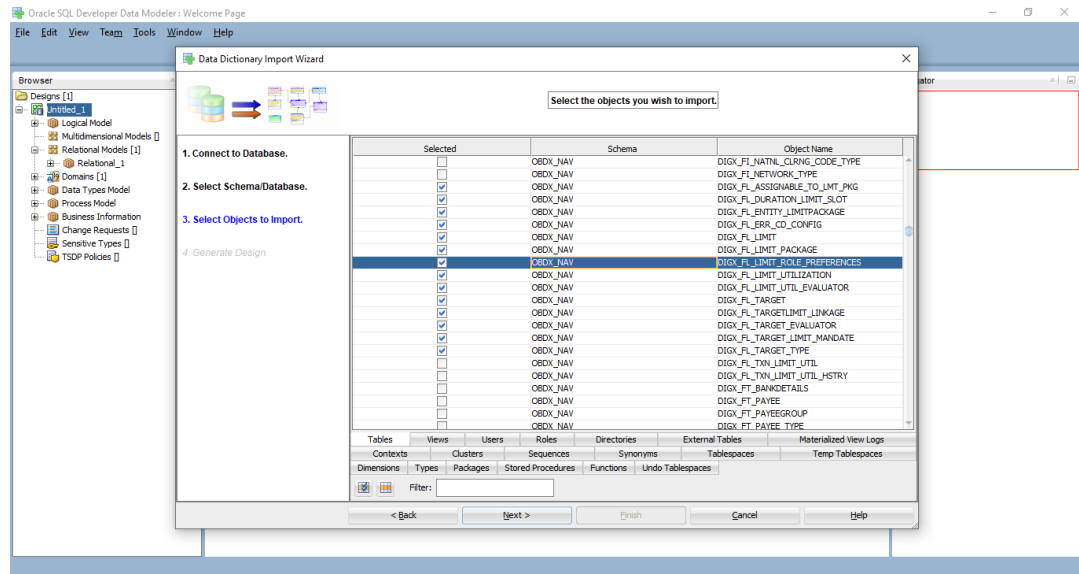 Oracle SQL Developer Data Modeler : Welcome Page
File Edit View Team Tools Window Help
Data Dictionary Import Wizard
Browser
Designs [1]
Untitled_1
Logical Model
Multidimensional Models []
Relational Models [1]
Relational_1
Domains [1]
Data Types Model
Process Model
Business Information
Change Requests []
Sensitive Types []
TSDP Policies []
Select the objects you wish to import.
1. Connect to Database.
2. Select Schema/Database.
3. Select Objects to Import.
4. Generate Design.
Selected Schema Object Name
OBDX_NAV DIGX_FI_NATNL_CLRNG_CODE_TYPE
OBDX_NAV DIGX_FI_NETWORK_TYPE
OBDX_NAV DIGX_FL_ASSIGNABLE_TO_LMT_PKG
OBDX_NAV DIGX_FL_DURATION_LIMIT_SLOT
OBDX_NAV DIGX_FL_ENTITY_LIMITPACKAGE
OBDX_NAV DIGX_FL_ERR_CD_CONFIG
OBDX_NAV DIGX_FL_LIMIT
OBDX_NAV DIGX_FL_LIMIT_PACKAGE
OBDX_NAV DIGX_FL_LIMIT_ROLE_PREFERENCES
OBDX_NAV DIGX_FL_LIMIT_UTILIZATION
OBDX_NAV DIGX_FL_LIMIT_UTIL_EVALUATOR
OBDX_NAV DIGX_FL_TARGET
OBDX_NAV DIGX_FL_TARGETLIMIT_LINKAGE
OBDX_NAV DIGX_FL_TARGET_EVALUATOR
OBDX_NAV DIGX_FL_TARGET_LIMIT_MANDATE
OBDX_NAV DIGX_FL_TARGET_TYPE
OBDX_NAV DIGX_FL_TXN_LIMIT_UTIL
OBDX_NAV DIGX_FL_TXN_LIMIT_UTIL_HSTRY
OBDX_NAV DIGX_FT_BANKDETAILS
OBDX_NAV DIGX_FT_PAYEE
OBDX_NAV DIGX_FT_PAYEEGROUP
OBDX_NAV DIGX_FT_PAYEE_TYPE
Tables Views Users Roles Directories External Tables Materialized View Logs
Contexts Clusters Sequences Synonyms Tablespaces Temp Tablespaces
Dimensions Types Packages Stored Procedures Functions Undo Tablespaces
Filter:
< Back Next > Finish Cancel Help
ator